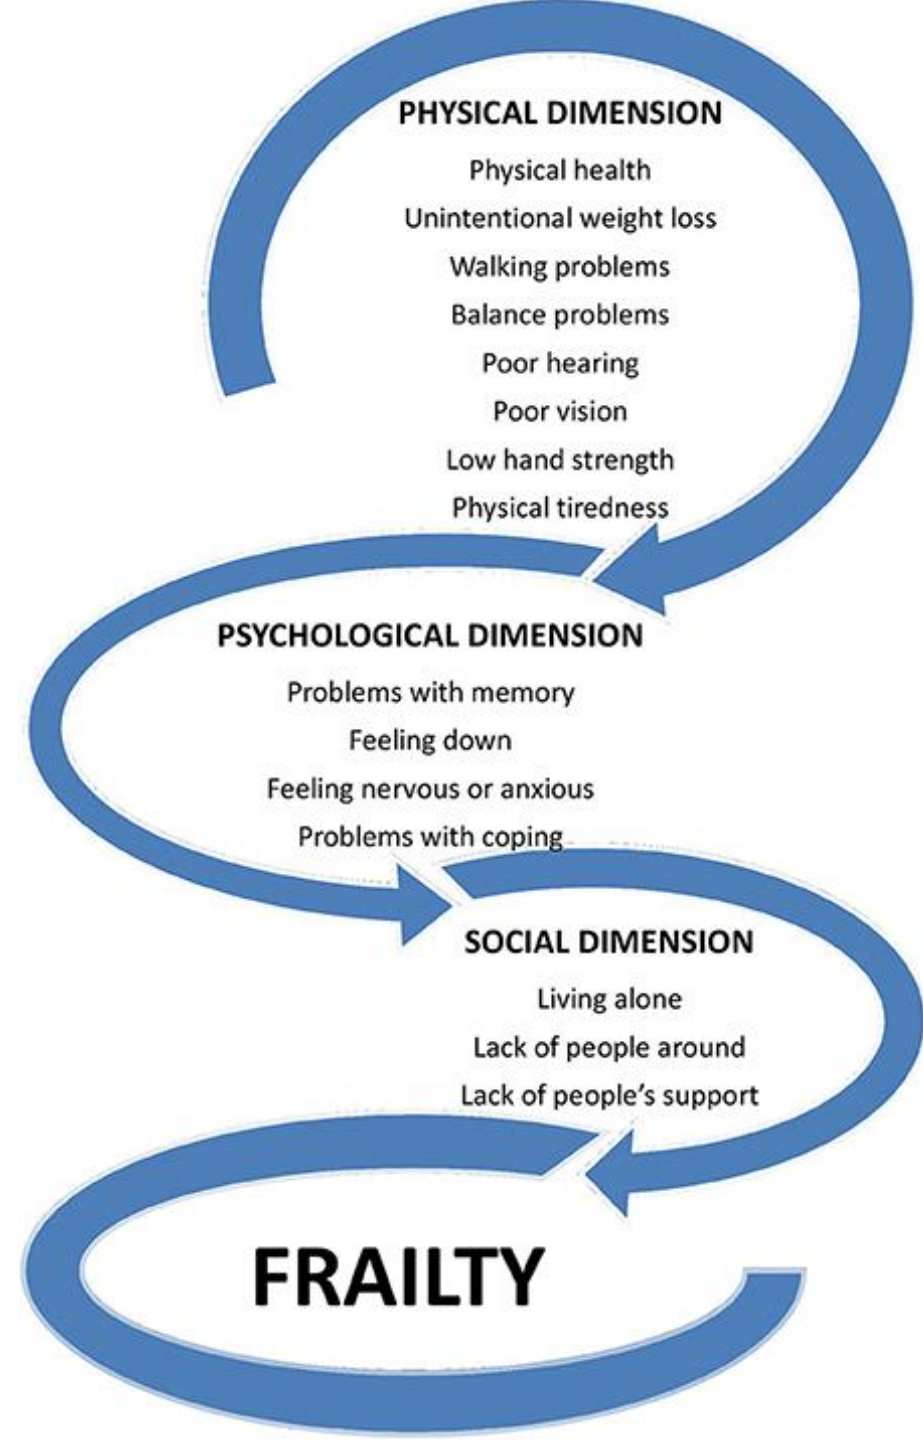 PHYSICAL DIMENSION
Physical health
Unintentional weight loss
Walking problems
Balance problems
Poor hearing
Poor vision
Low hand strength
Physical tiredness
PSYCHOLOGICAL DIMENSION
Problems with memory
Feeling down
Feeling nervous or anxious
Problems with coping
SOCIAL DIMENSION
Living alone
Lack of people around
Lack of people’s support
FRAILTY